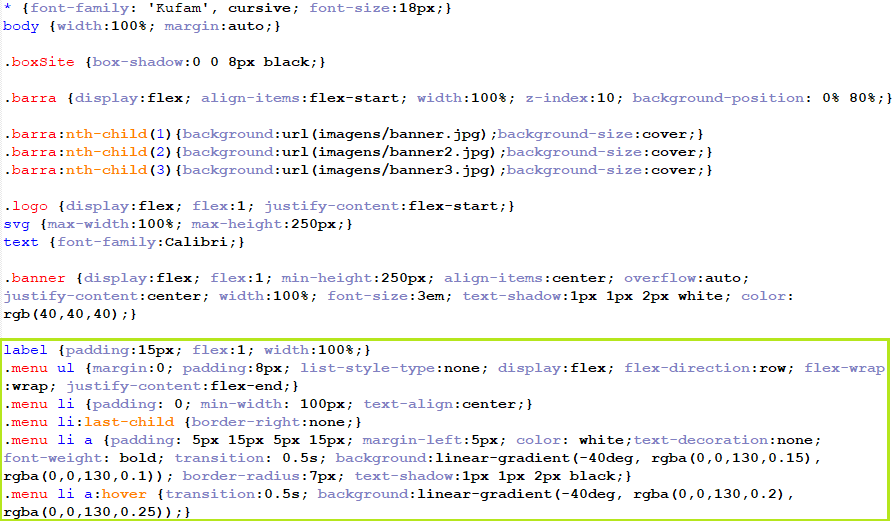 * {font-family: 'Kufam', cursive; font-size:18px;}
body {width:100%; margin:auto;}
.boxSite {box-shadow:0 0 8px black;}
.barra {display:flex; align-items:flex-start; width:100%; z-index:10; background-position: 0% 80%;}
.barra:nth-child(1){background:url(imagens/banner.jpg);background-size:cover;}
.barra:nth-child(2){background:url(imagens/banner2.jpg);background-size:cover;}
.barra:nth-child(3){background:url(imagens/banner3.jpg);background-size:cover;}
.logo {display:flex; flex:1; justify-content:flex-start;}
svg {max-width:100%; max-height:250px;}
text {font-family:Calibri;}
.banner {display:flex; flex:1; min-height:250px; align-items:center; overflow:auto;
justify-content:center; width:100%; font-size:3em; text-shadow:1px 1px 2px white; color:
rgb(40,40,40);}
label {padding:15px; flex:1; width:100%;}
.menu ul {margin:0; padding:8px; list-style-type:none; display:flex; flex-direction:row; flex-wrap
:wrap; justify-content:flex-end;}
.menu li {padding: 0; min-width: 100px; text-align:center;}
.menu li:last-child {border-right:none;}
.menu li a {padding: 5px 15px 5px 15px; margin-left:5px; color: white;text-decoration:none;
font-weight: bold; transition: 0.5s; background:linear-gradient(-40deg, rgba(0,0,130,0.15),
rgba(0,0,130,0.1)); border-radius:7px; text-shadow:1px 1px 2px black;}
.menu li a:hover {transition:0.5s; background:linear-gradient(-40deg, rgba(0,0,130,0.2),
rgba(0,0,130,0.25));}